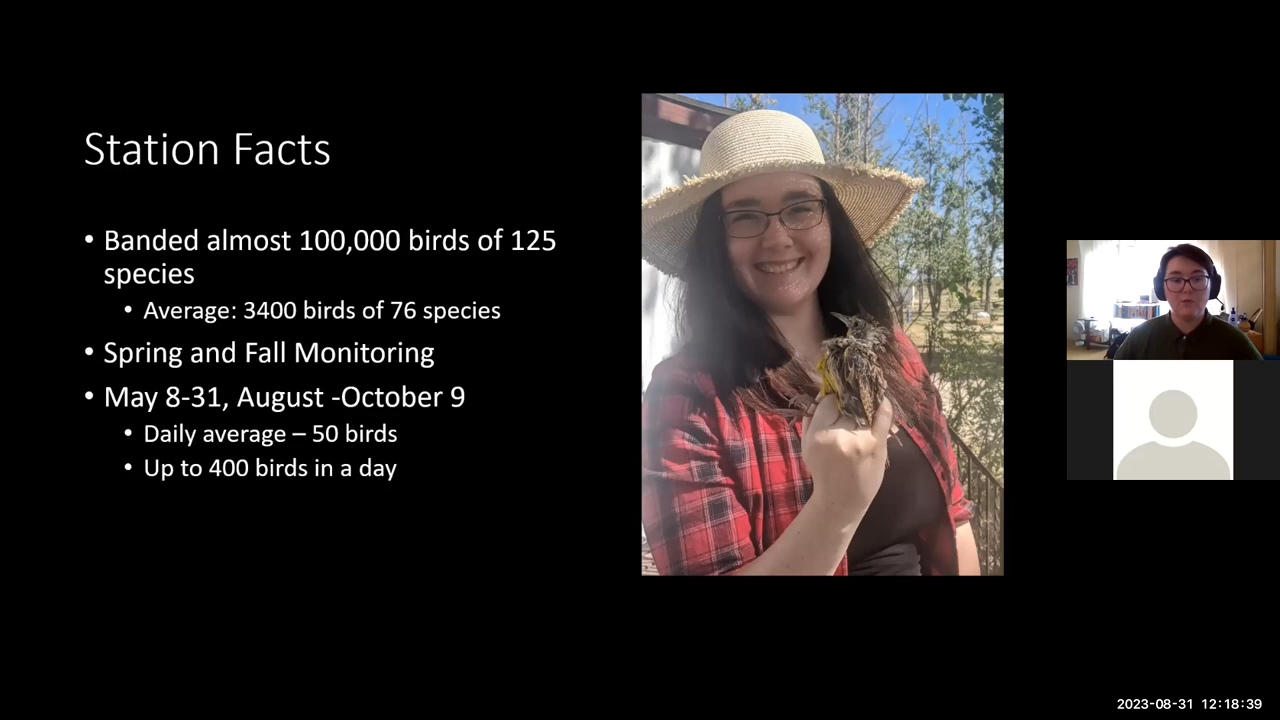 Station Facts
• Banded almost 100,000 birds of 125
species
• Average: 3400 birds of 76 species
• Spring and Fall Monitoring
• May 8-31, August -October 9
• Daily average – 50 birds
• Up to 400 birds in a day
2023-08-31 12:18:39